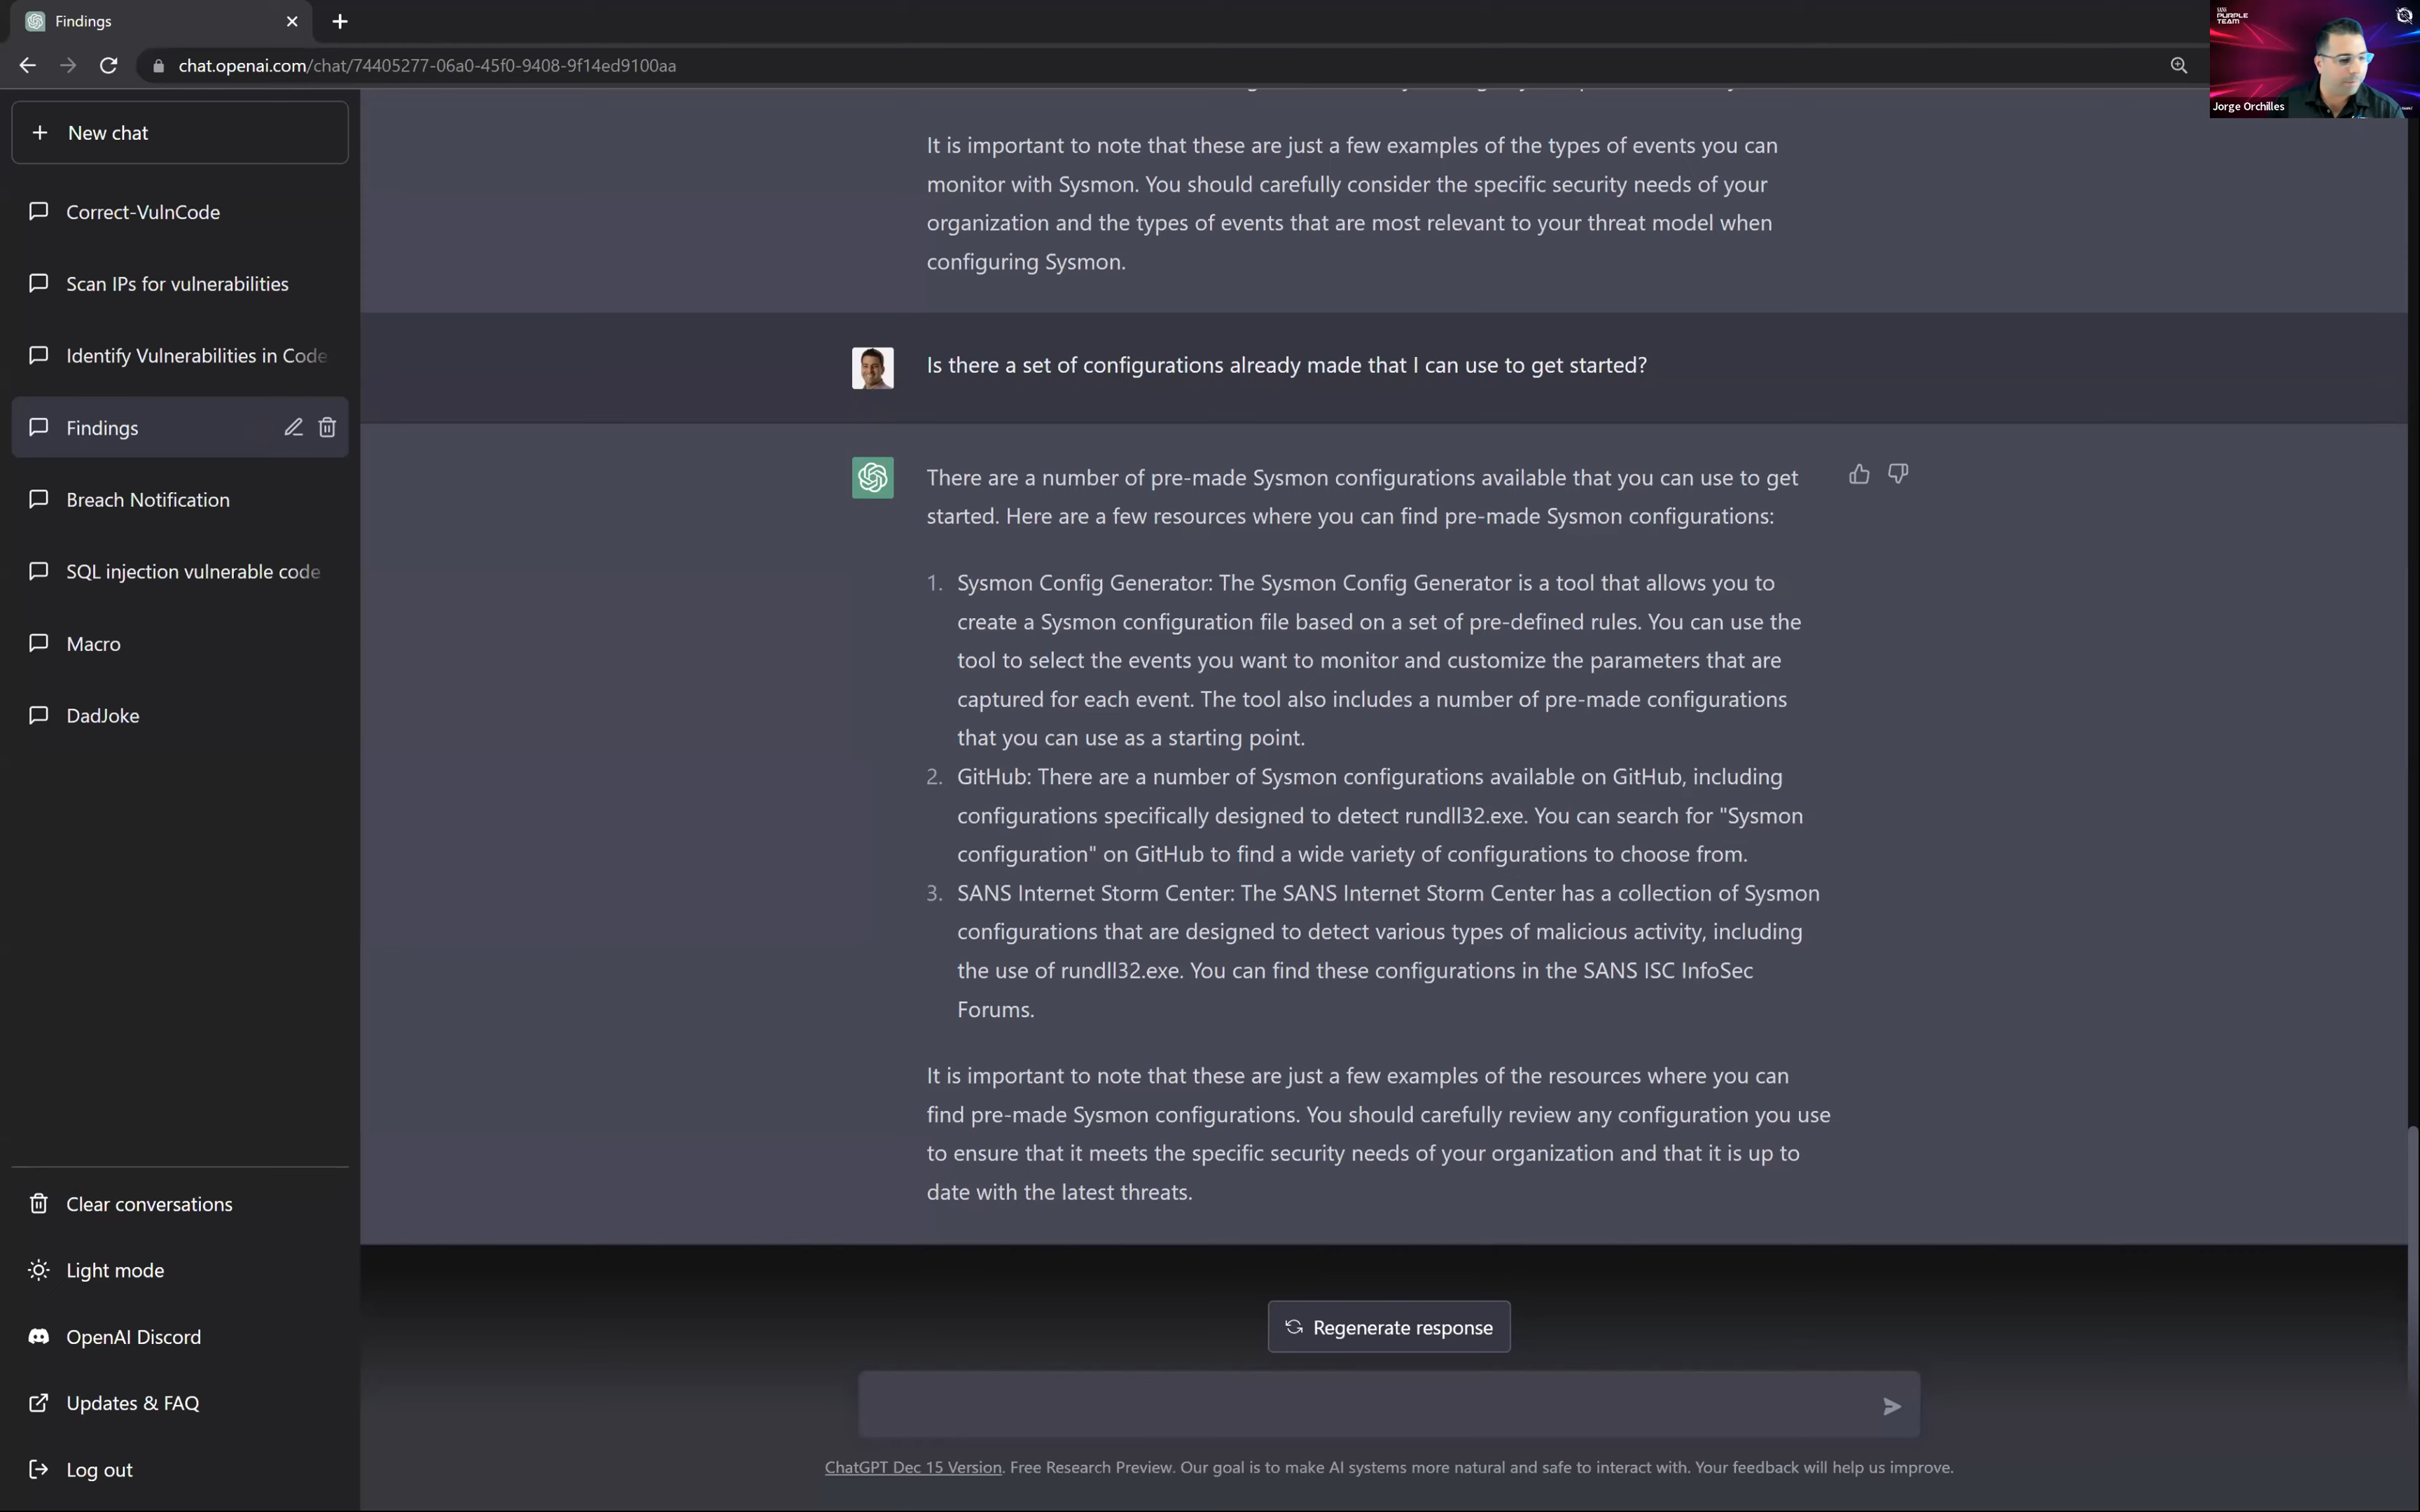 Findings
chat.openai.com/chat/74405277-06a0-45f0-9408-9f14ed9100aa
PURPLE
TEAM
Jorge Orchilles
New chat
Correct-VulnCode
Scan IPs for vulnerabilities
Identify Vulnerabilities in Code
Findings
Breach Notification
SQL injection vulnerable code
Macro
DadJoke
Clear conversations
Light mode
OpenAI Discord
Updates & FAQ
Log out
It is important to note that these are just a few examples of the types of events you can
monitor with Sysmon. You should carefully consider the specific security needs of your
organization and the types of events that are most relevant to your threat model when
configuring Sysmon.
Is there a set of configurations already made that I can use to get started?
There are a number of pre-made Sysmon configurations available that you can use to get
started. Here are a few resources where you can find pre-made Sysmon configurations:
1. Sysmon Config Generator: The Sysmon Config Generator is a tool that allows you to
create a Sysmon configuration file based on a set of pre-defined rules. You can use the
tool to select the events you want to monitor and customize the parameters that are
captured for each event. The tool also includes a number of pre-made configurations
that you can use as a starting point.
2. GitHub: There are a number of Sysmon configurations available on GitHub, including
configurations specifically designed to detect rundll32.exe. You can search for "Sysmon
configuration" on GitHub to find a wide variety of configurations to choose from.
3. SANS Internet Storm Center: The SANS Internet Storm Center has a collection of Sysmon
configurations that are designed to detect various types of malicious activity, including
the use of rundll32.exe. You can find these configurations in the SANS ISC InfoSec
Forums.
It is important to note that these are just a few examples of the resources where you can
find pre-made Sysmon configurations. You should carefully review any configuration you use
to ensure that it meets the specific security needs of your organization and that it is up to
date with the latest threats.
Regenerate response
ChatGPT Dec 15 Version. Free Research Preview. Our goal is to make AI systems more natural and safe to interact with. Your feedback will help us improve.